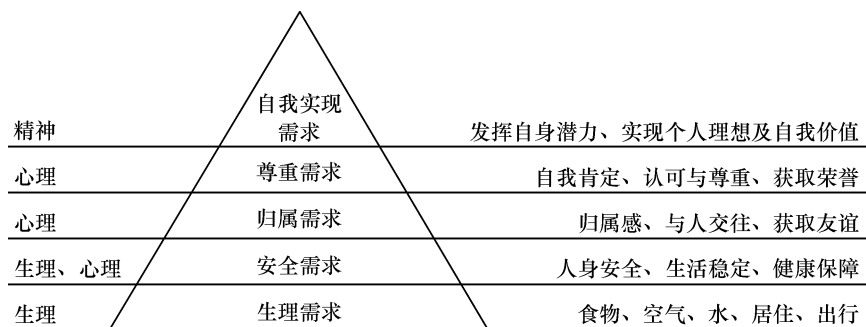 自我实现
需求
精神
发挥自身潜力、实现个人理想及自我价值
心理
尊重需求
自我肯定、认可与尊重、获取荣誉
心理
归属需求
归属感、与人交往、获取友谊
生理、心理
安全需求
人身安全、生活稳定、健康保障
生理
生理需求
食物、空气、水、居住、出行